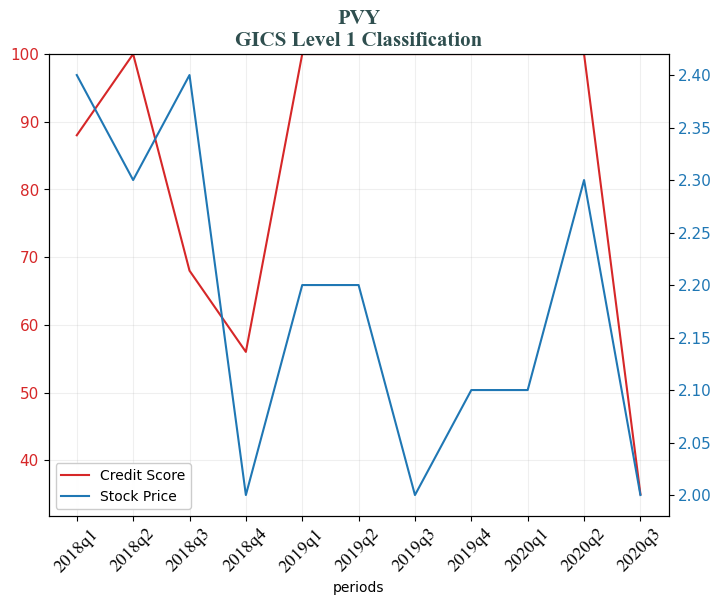 PVY
GICS Level 1 Classification
100
90
80
70
60
50
40
2.40
2.35
2.30
2.25
2.20
2.15
2.10
2.05
2.00
Credit Score
Stock Price
2018q1
2018q2
2018q3
2018q4
2019q1
2019q2
2019q3
2019q4
2020q1
2020q2
2020q3
periods